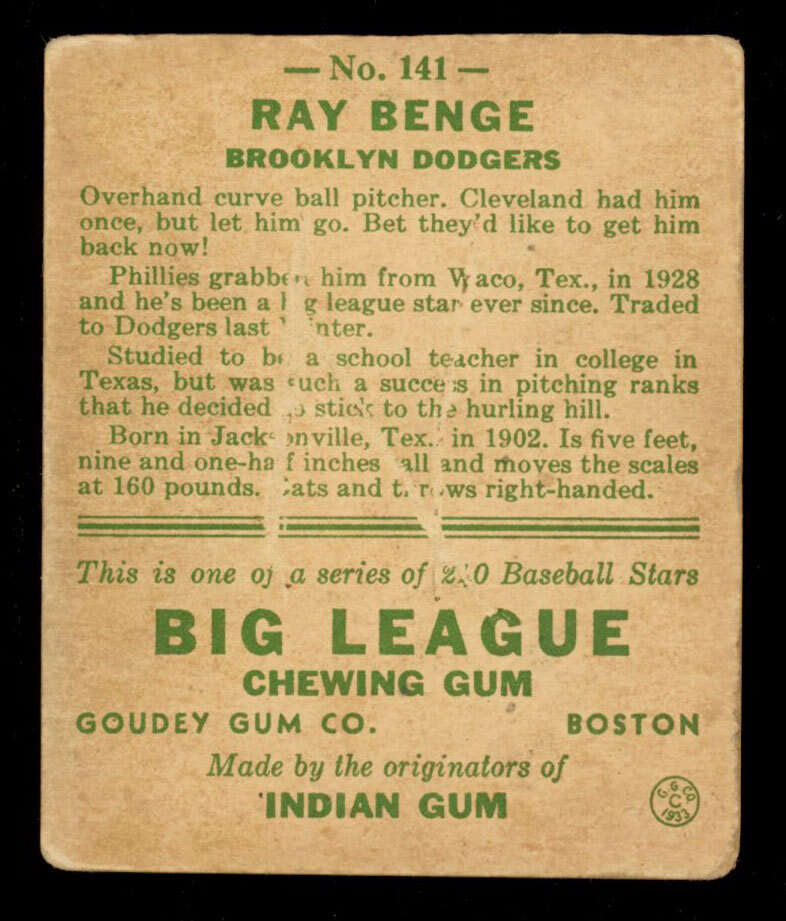 — No. 141 —
RAY BENGE
BROOKLYN DODGERS
Overhand curve ball pitcher. Cleveland had him
once, but let him go. Bet they'd like to get him
back now!
Phillies grabbed him from Waco, Tex., in 1928
and he's been a big league star ever since. Traded
to Dodgers last winter.
Studied to be a school teacher in college in
Texas, but was such a success in pitching ranks
that he decided to stick to the hurling hill.
Born in Jacksonville, Tex., in 1902. Is five feet,
nine and one-half inches tall and moves the scales
at 160 pounds. Bats and throws right-handed.
This is one of a series of 240 Baseball Stars
BIG LEAGUE
CHEWING GUM
GOUDEY GUM CO. BOSTON
Made by the originators of
INDIAN GUM
G. G. CO.
C
1933